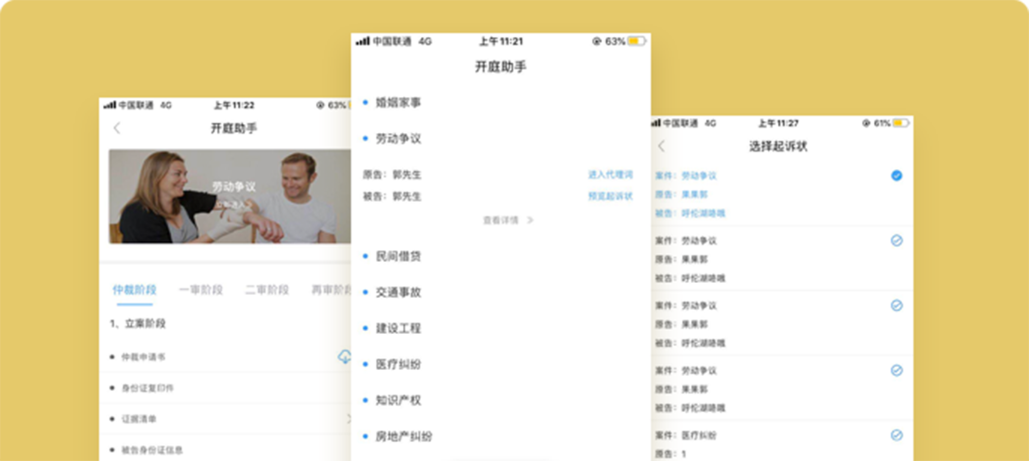 中国联通 4G 上午11:22 63%
开庭助手
劳动争议
仲裁阶段 一审阶段 二审阶段 再审阶段
1、立案阶段
仲裁申请书
身份证复印件
证据清单
被告身份证信息
中国联通 4G 上午11:21 63%
开庭助手
婚姻家事
劳动争议
原告：郭先生 进入代理词
被告：郭先生 预览起诉状
查看详情 >
民间借贷
交通事故
建设工程
医疗纠纷
知识产权
房地产纠纷
中国联通 4G 上午11:27 61%
选择起诉状
案件：劳动争议
原告：果果郭
被告：呼伦湖咯哦
案件：劳动争议
原告：果果郭
被告：呼伦湖咯哦
案件：劳动争议
原告：果果郭
被告：呼伦湖咯哦
案件：劳动争议
原告：果果郭
被告：呼伦湖咯哦
案件：医疗纠纷
原告：1